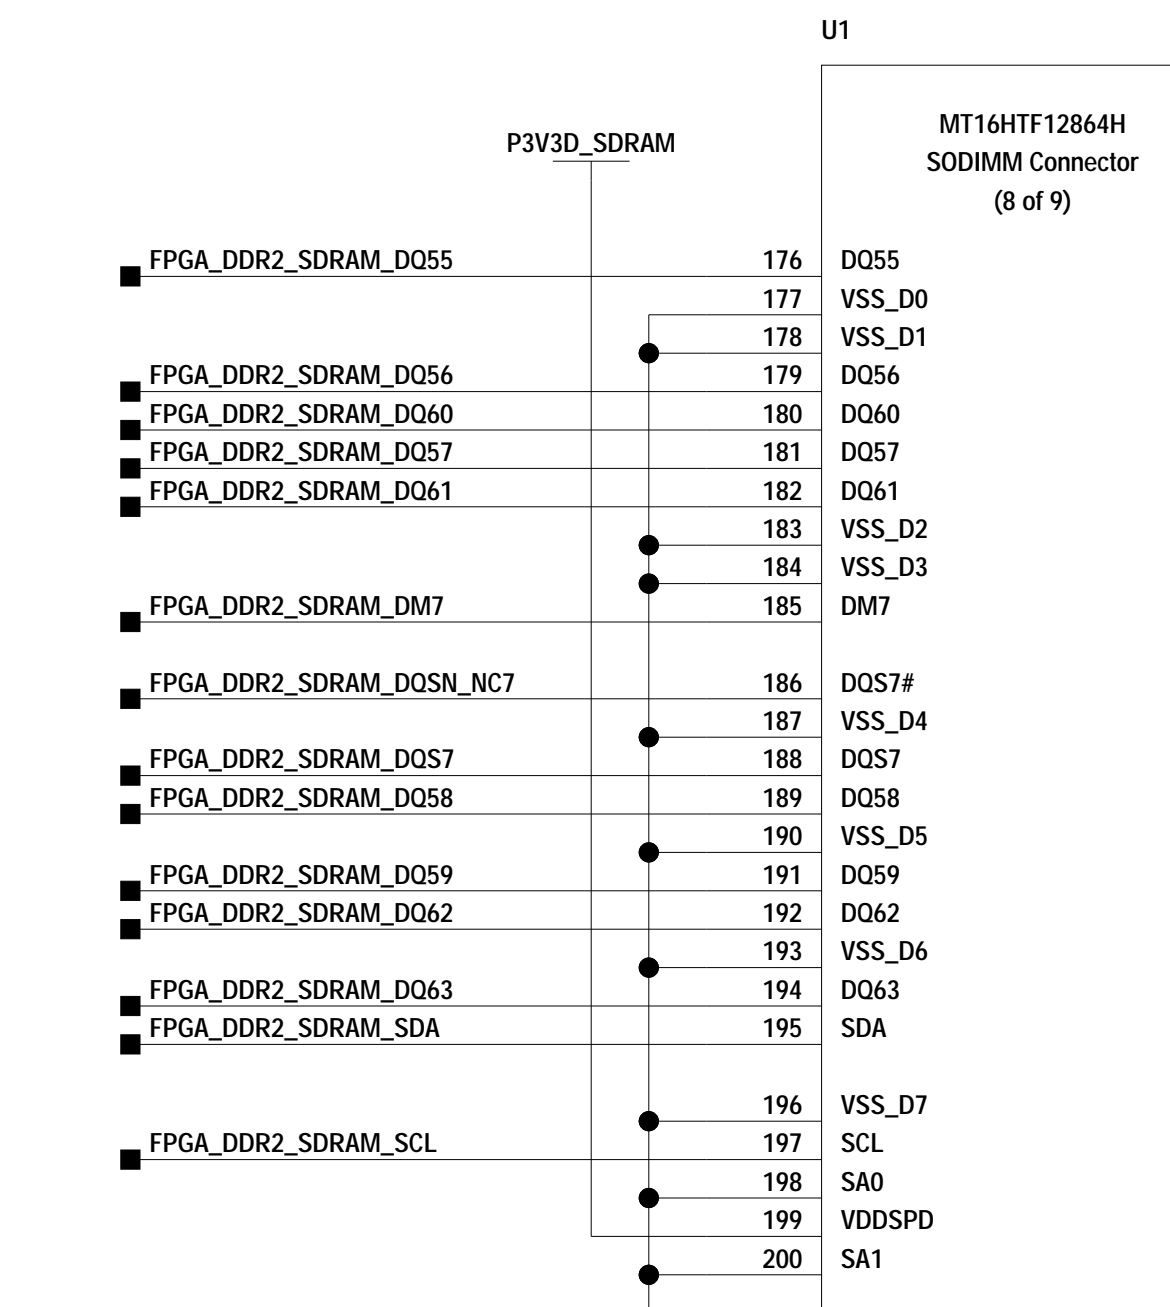 U1
MT16HTF12864H
SODIMM Connector
(8 of 9)
P3V3D_SDRAM
FPGA_DDR2_SDRAM_DQ55 176 DQ55
177 VSS_D0
178 VSS_D1
FPGA_DDR2_SDRAM_DQ56 179 DQ56
FPGA_DDR2_SDRAM_DQ60 180 DQ60
FPGA_DDR2_SDRAM_DQ57 181 DQ57
FPGA_DDR2_SDRAM_DQ61 182 DQ61
183 VSS_D2
184 VSS_D3
FPGA_DDR2_SDRAM_DM7 185 DM7
FPGA_DDR2_SDRAM_DQSN_NC7 186 DQS7#
187 VSS_D4
FPGA_DDR2_SDRAM_DQS7 188 DQS7
FPGA_DDR2_SDRAM_DQ58 189 DQ58
190 VSS_D5
FPGA_DDR2_SDRAM_DQ59 191 DQ59
FPGA_DDR2_SDRAM_DQ62 192 DQ62
193 VSS_D6
FPGA_DDR2_SDRAM_DQ63 194 DQ63
FPGA_DDR2_SDRAM_SDA 195 SDA
196 VSS_D7
FPGA_DDR2_SDRAM_SCL 197 SCL
198 SA0
199 VDDSPD
200 SA1